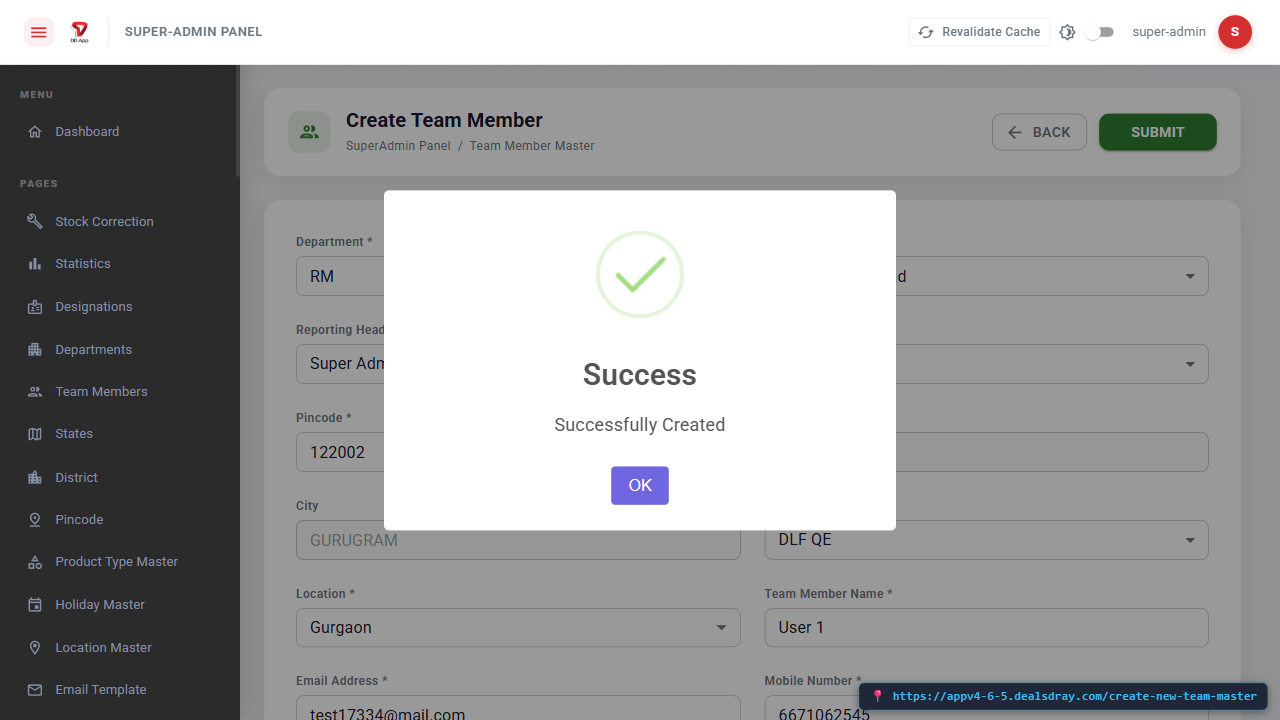 DD App
SUPER-ADMIN PANEL
Revalidate Cache
super-admin
S
MENU
Dashboard
PAGES
Stock Correction
Statistics
Designations
Departments
Team Members
States
District
Pincode
Product Type Master
Holiday Master
Location Master
Email Template
Create Team Member
SuperAdmin Panel / Team Member Master
BACK
SUBMIT
Department *
RM
Reporting Head
Pincode *
122002
City
GURUGRAM
DLF QE
Location *
Gurgaon
Team Member Name *
User 1
Email Address *
test17334@mail.com
Mobile Number *
6671062545
Success
Successfully Created
OK
https://appv4-6-5.dealsdray.com/create-new-team-master